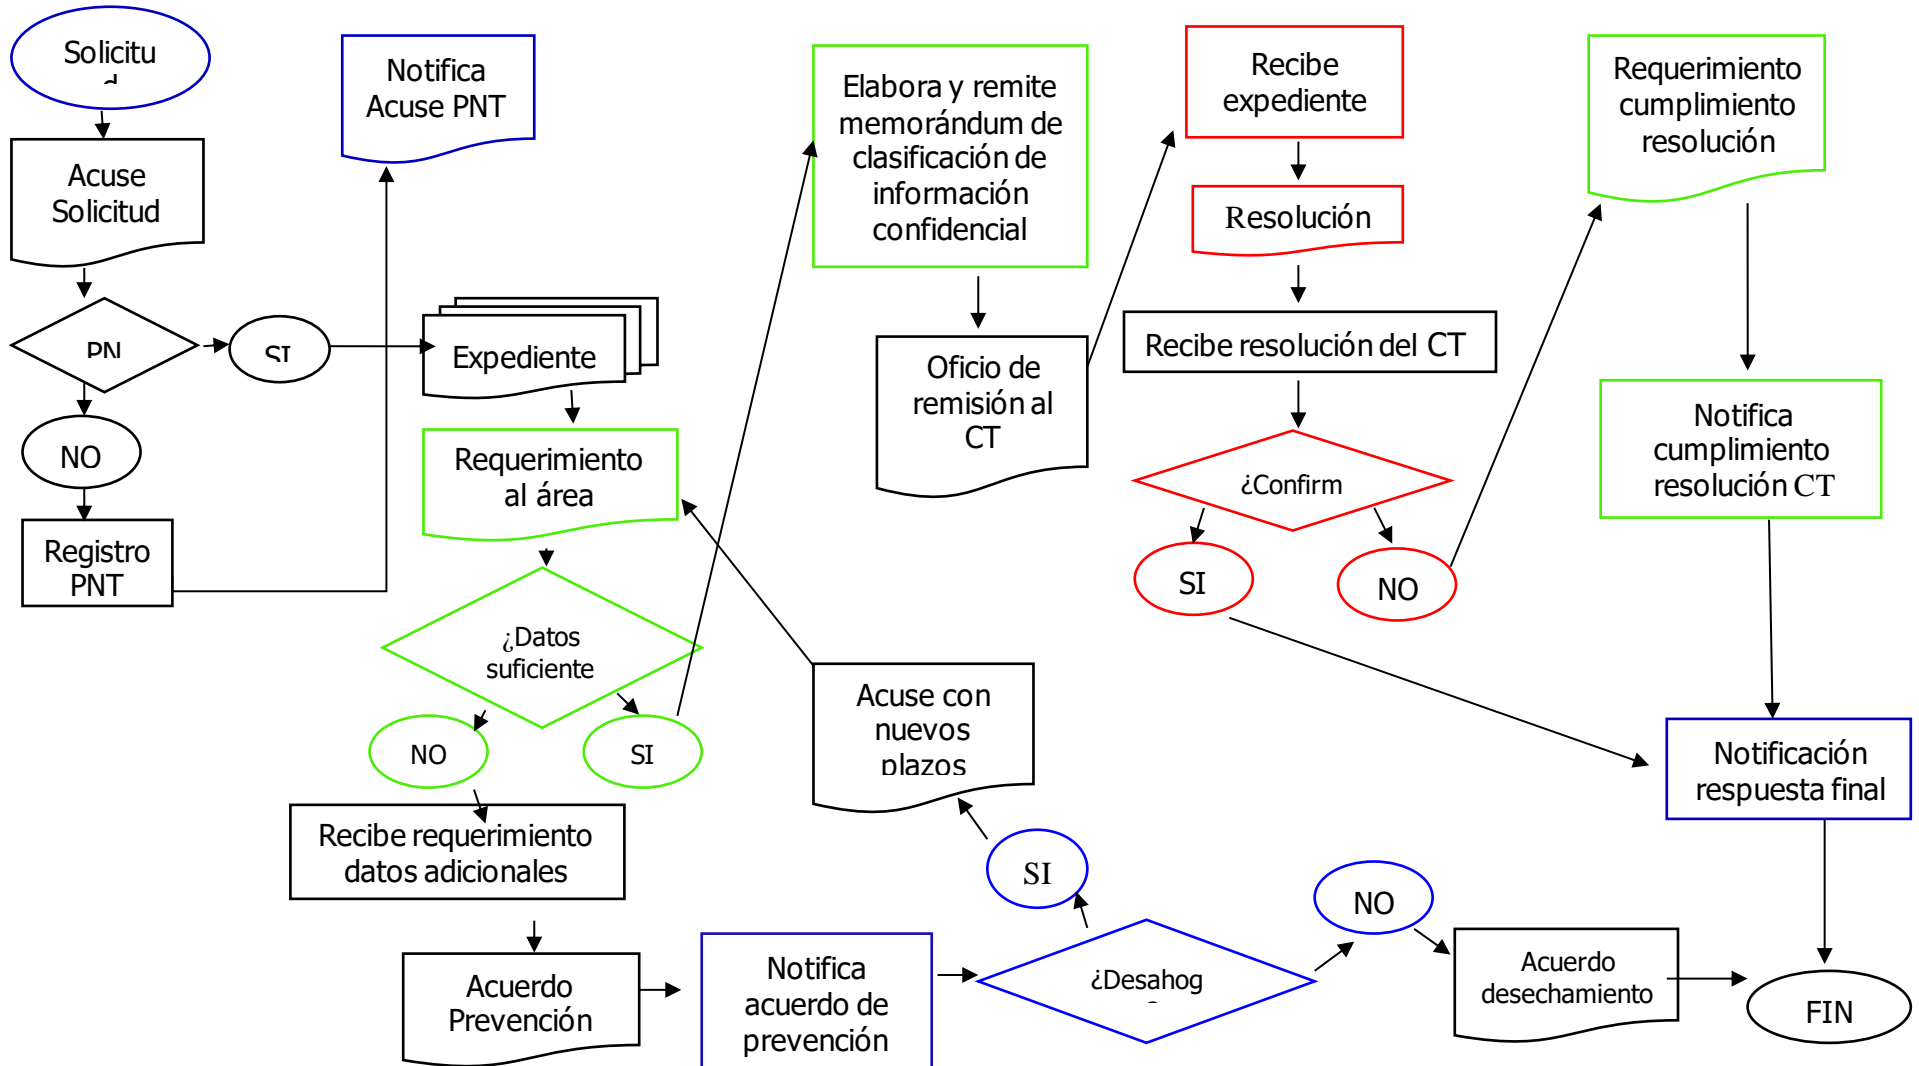 Solicitu
Acuse
Solicitud
PN
SI
NO
Registro
PNT
Notifica
Acuse PNT
Expediente
Requerimiento
al área
¿Datos
suficiente
NO
SI
Recibe requerimiento
datos adicionales
Acuerdo
Prevención
Notifica
acuerdo de
prevención
¿Desahog
SI
Acuse con
nuevos
plazos
NO
Acuerdo
desechamiento
FIN
Elabora y remite
memorándum de
clasificación de
información
confidencial
Oficio de
remisión al
CT
Recibe
expediente
Resolución
Recibe resolución del CT
¿Confirm
SI
NO
Requerimiento
cumplimiento
resolución
Notifica
cumplimiento
resolución CT
Notificación
respuesta final